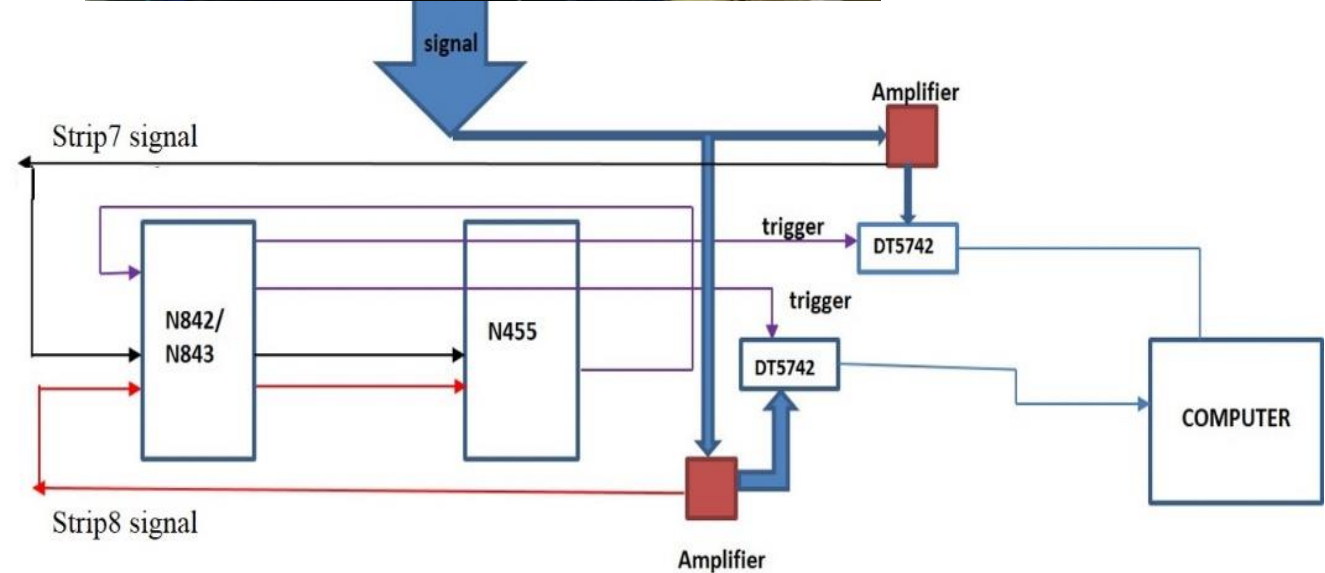 signal
Amplifier
Strip7 signal
trigger
DT5742
N842/
N843
N455
trigger
DT5742
COMPUTER
Strip8 signal
Amplifier